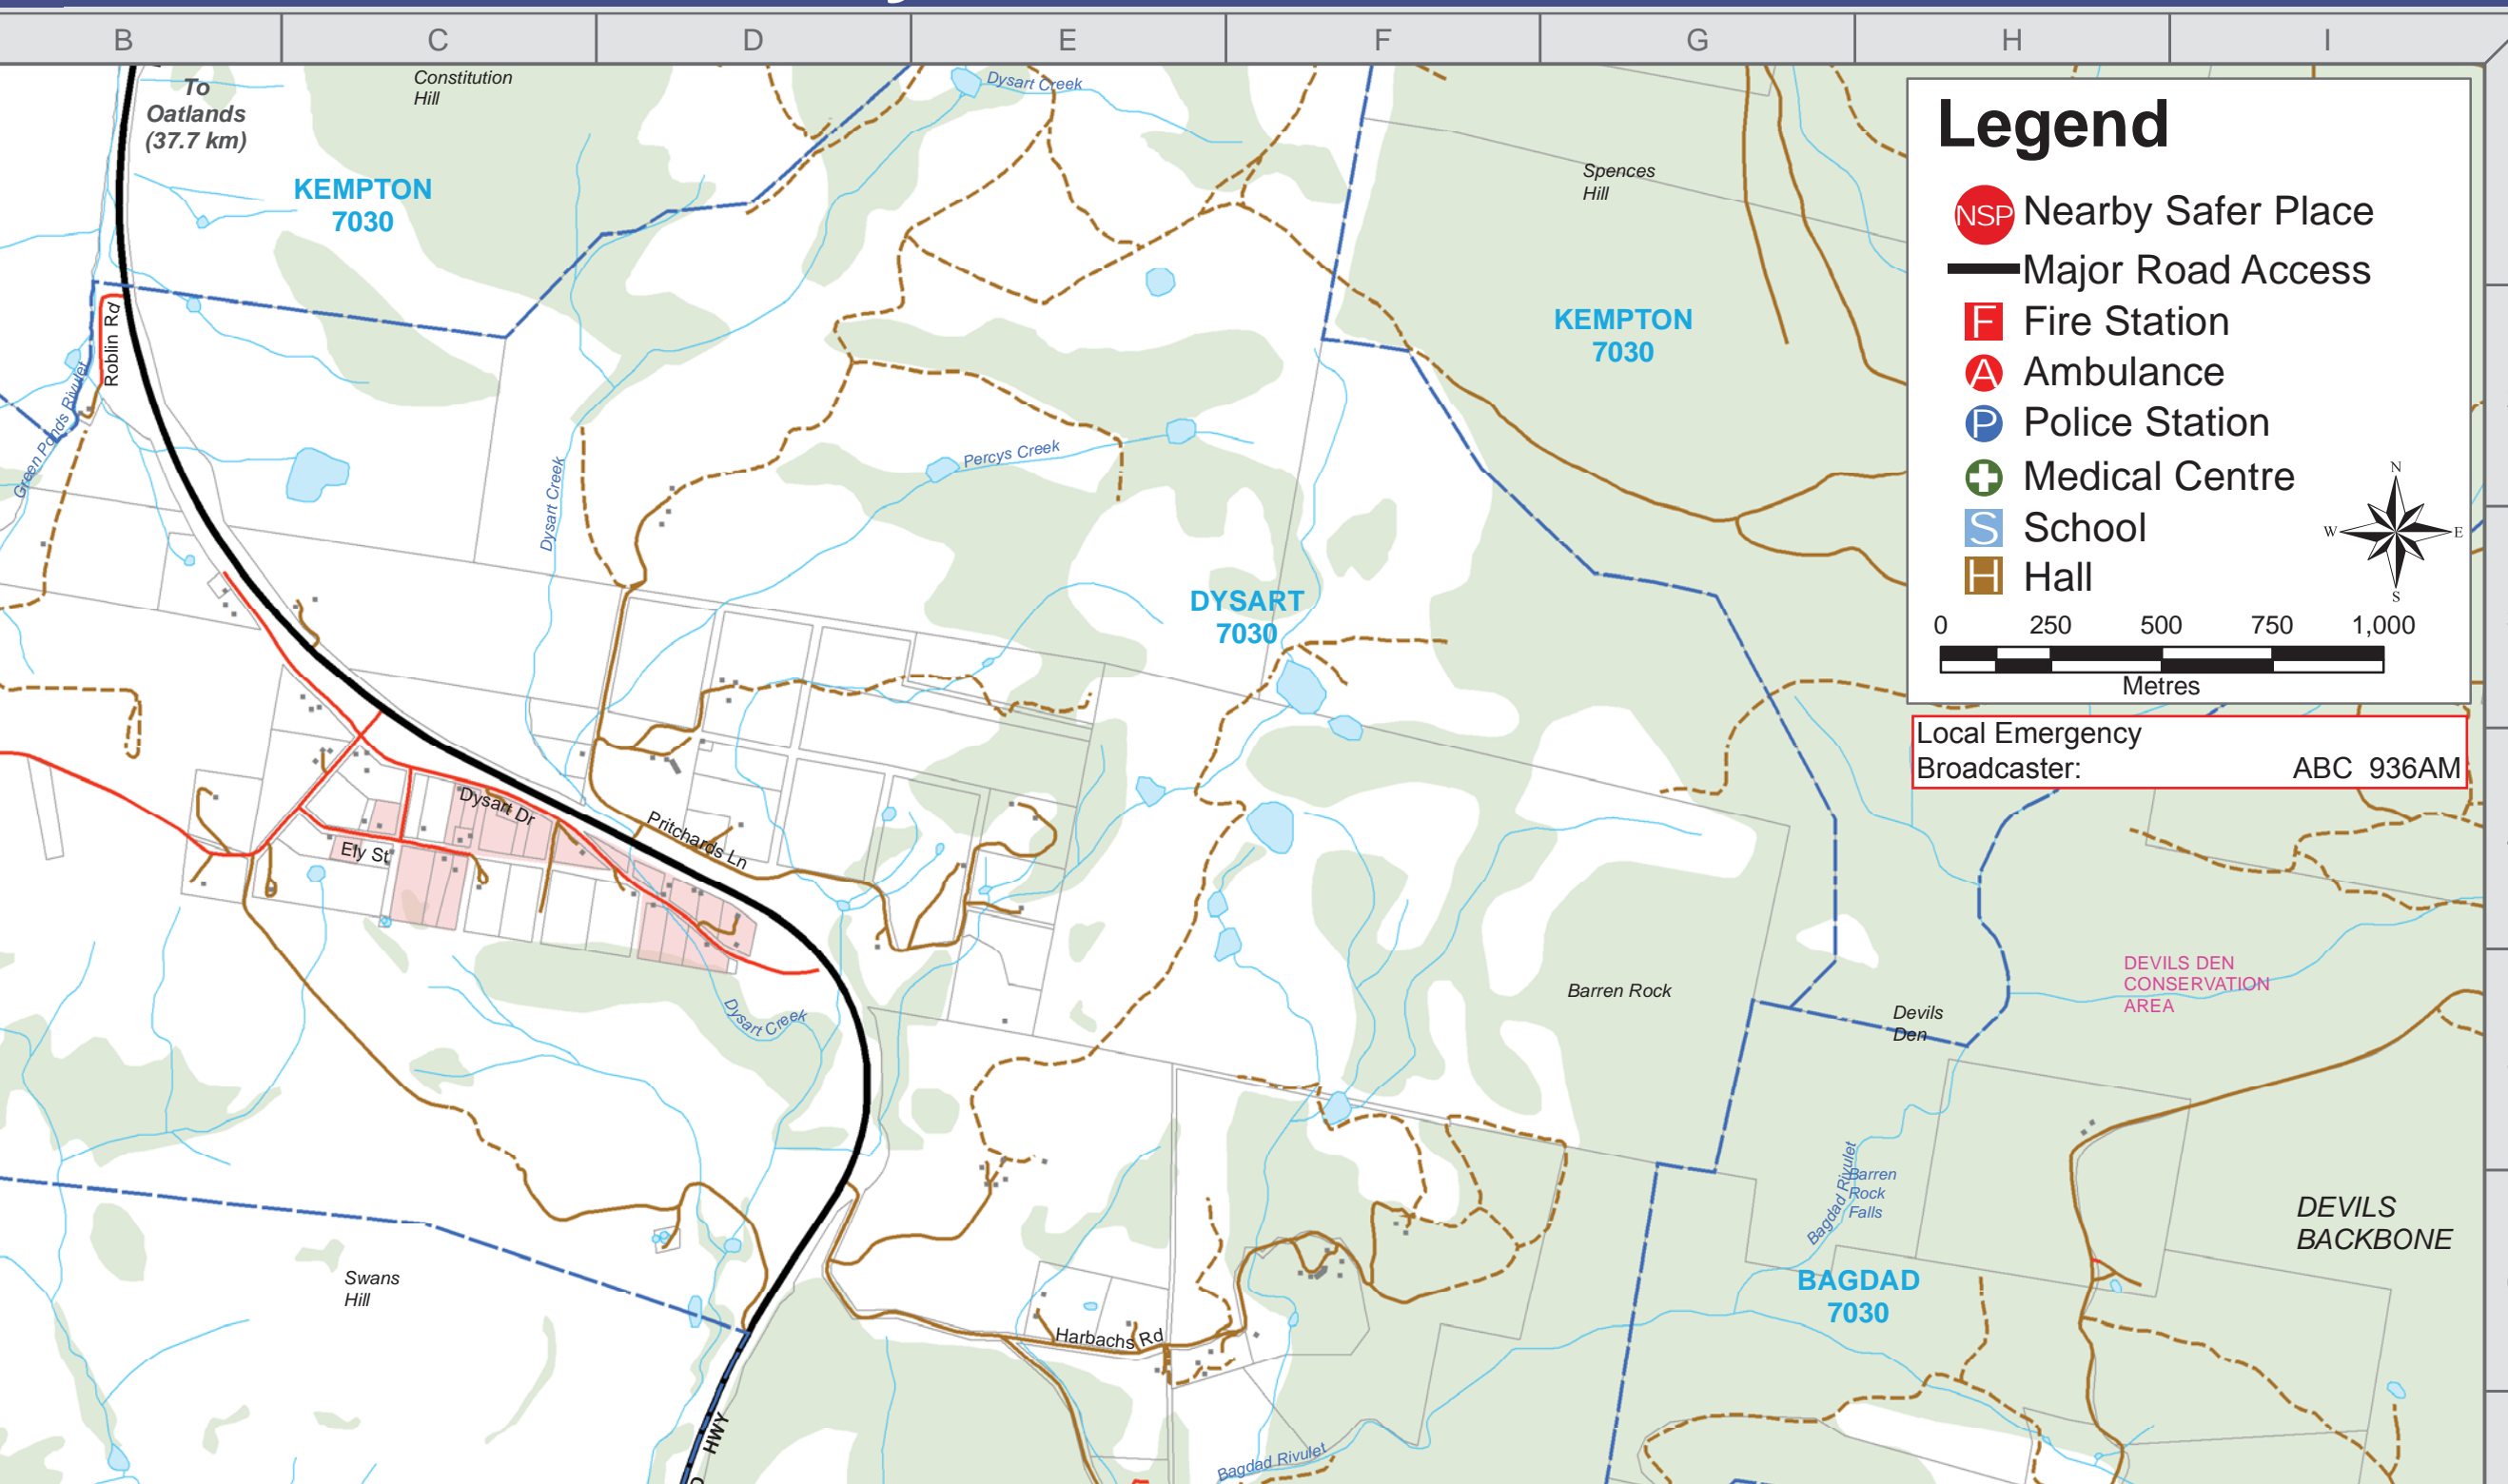 B C D E F G H I
To
Oatlands
(37.7 km)
Constitution
Hill
Dysart Creek
KEMPTON
7030
Spences
Hill
Roblin Rd
Green Ponds Rivulet
KEMPTON
7030
Dysart Creek
Percys Creek
DYSART
7030
Legend
NSP Nearby Safer Place
Major Road Access
F Fire Station
A Ambulance
P Police Station
Medical Centre
S School
H Hall
N
W E
S
0 250 500 750 1,000
Metres
Local Emergency
Broadcaster: ABC 936AM
Dysart Dr
Pritchards Ln
Ely St
Barren Rock
Devils
Den
DEVILS DEN
CONSERVATION
AREA
Dysart Creek
Bagdad Rivulet
Barren
Rock
Falls
DEVILS
BACKBONE
Swans
Hill
BAGDAD
7030
Harbachs Rd
HWY
Bagdad Rivulet